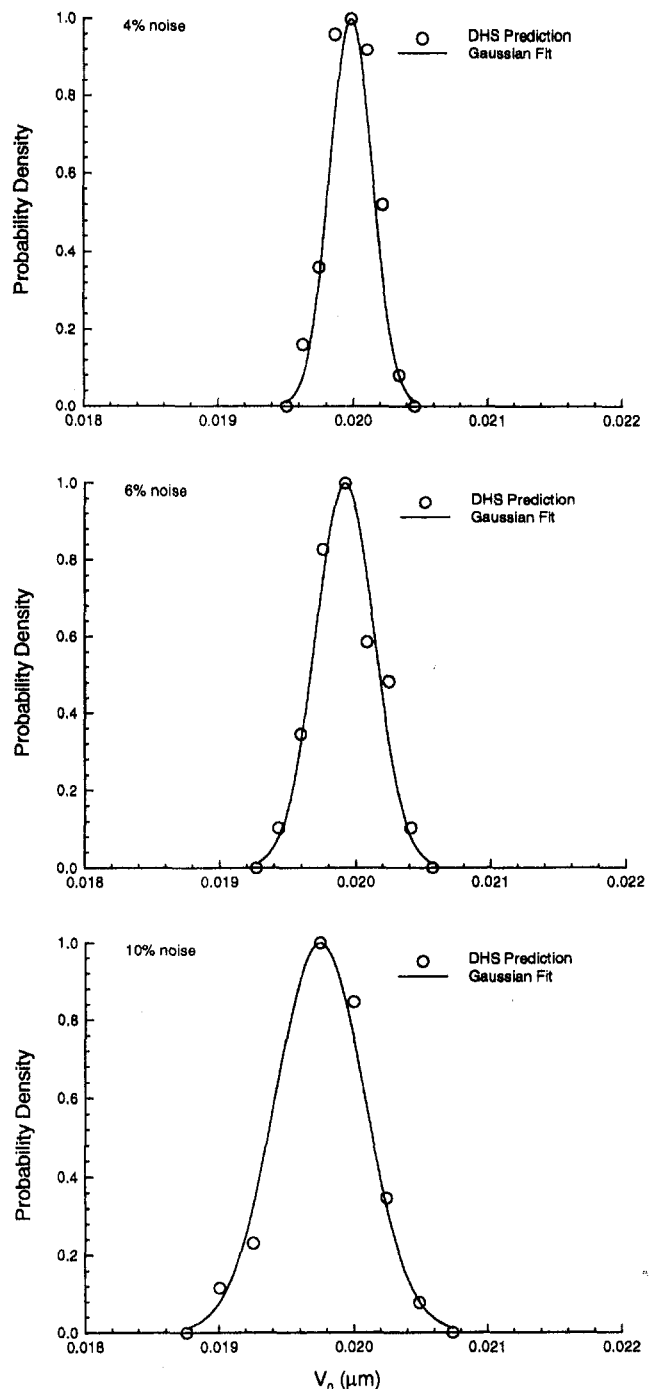 4% noise
DHS Prediction
Gaussian Fit
Probability Density
1.0
0.8
0.6
0.4
0.2
0.0
0.018
0.019
0.020
0.021
0.022
6% noise
DHS Prediction
Gaussian Fit
Probability Density
1.0
0.8
0.6
0.4
0.2
0.0
0.018
0.019
0.020
0.021
0.022
10% noise
DHS Prediction
Gaussian Fit
Probability Density
1.0
0.8
0.6
0.4
0.2
0.0
0.018
0.019
0.020
0.021
0.022
V₀ (μm)